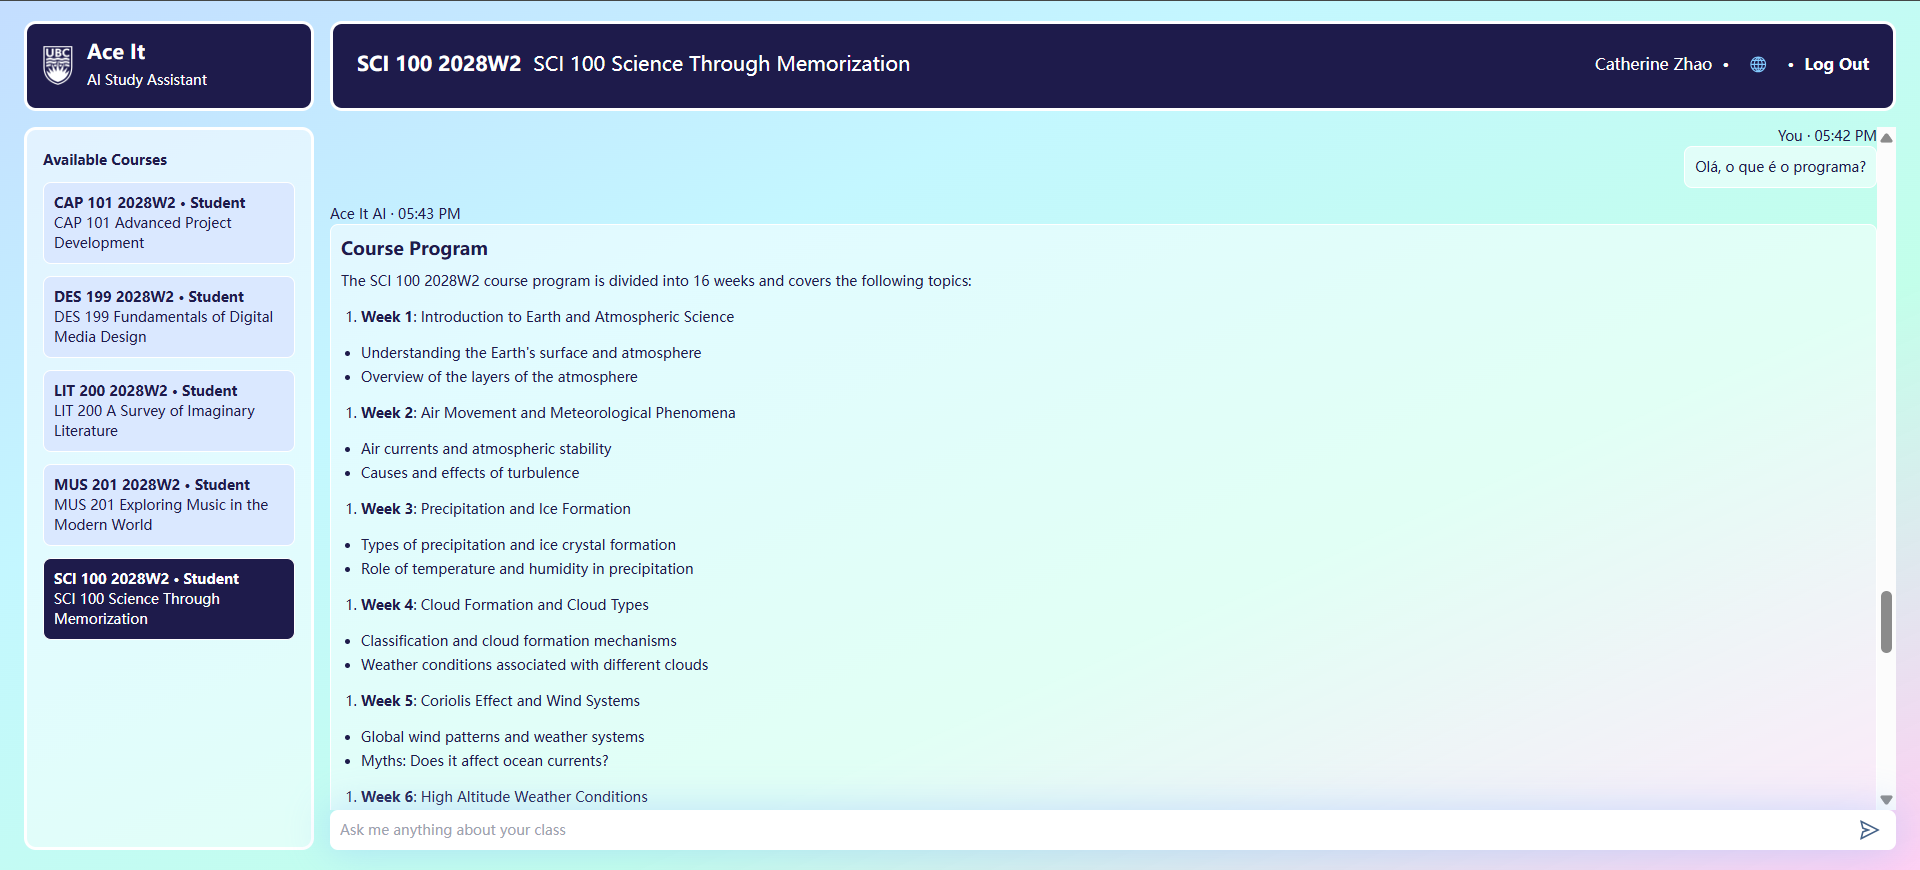 UBC
Ace It
AI Study Assistant
SCI 100 2028W2 SCI 100 Science Through Memorization
Catherine Zhao • • Log Out
Available Courses
CAP 101 2028W2 • Student
CAP 101 Advanced Project
Development
DES 199 2028W2 • Student
DES 199 Fundamentals of Digital
Media Design
LIT 200 2028W2 • Student
LIT 200 A Survey of Imaginary
Literature
MUS 201 2028W2 • Student
MUS 201 Exploring Music in the
Modern World
SCI 100 2028W2 • Student
SCI 100 Science Through
Memorization
You · 05:42 PM
Olá, o que é o programa?
Ace It AI · 05:43 PM
Course Program
The SCI 100 2028W2 course program is divided into 16 weeks and covers the following topics:
1. Week 1: Introduction to Earth and Atmospheric Science
• Understanding the Earth's surface and atmosphere
• Overview of the layers of the atmosphere
1. Week 2: Air Movement and Meteorological Phenomena
• Air currents and atmospheric stability
• Causes and effects of turbulence
1. Week 3: Precipitation and Ice Formation
• Types of precipitation and ice crystal formation
• Role of temperature and humidity in precipitation
1. Week 4: Cloud Formation and Cloud Types
• Classification and cloud formation mechanisms
• Weather conditions associated with different clouds
1. Week 5: Coriolis Effect and Wind Systems
• Global wind patterns and weather systems
• Myths: Does it affect ocean currents?
1. Week 6: High Altitude Weather Conditions
Ask me anything about your class